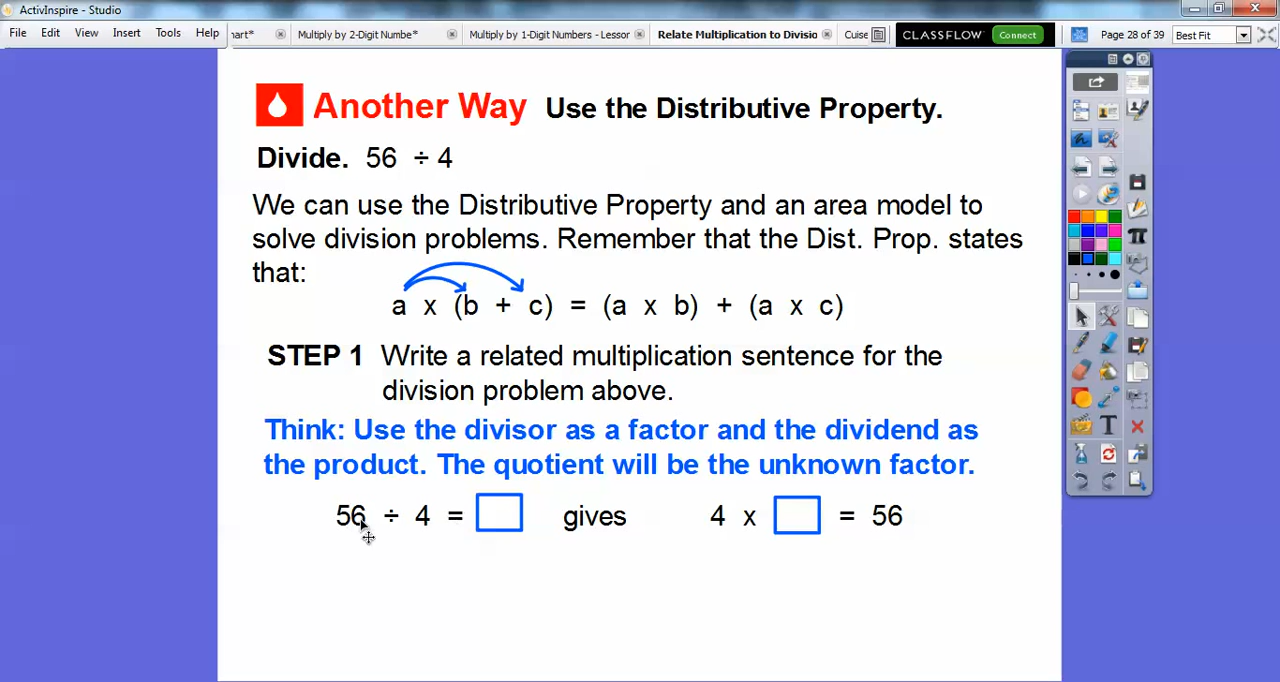 ActivInspire - Studio
File Edit View Insert Tools Help
art* Multiply by 2-Digit Numbe* Multiply by 1-Digit Numbers - Lessor Relate Multiplication to Divisio Cuise CLASSFLOW Connect Page 28 of 39 Best Fit
Another Way Use the Distributive Property.
Divide. 56 ÷ 4
We can use the Distributive Property and an area model to
solve division problems. Remember that the Dist. Prop. states
that:
a x (b + c) = (a x b) + (a x c)
STEP 1 Write a related multiplication sentence for the
division problem above.
Think: Use the divisor as a factor and the dividend as
the product. The quotient will be the unknown factor.
56 ÷ 4 = gives 4 x = 56